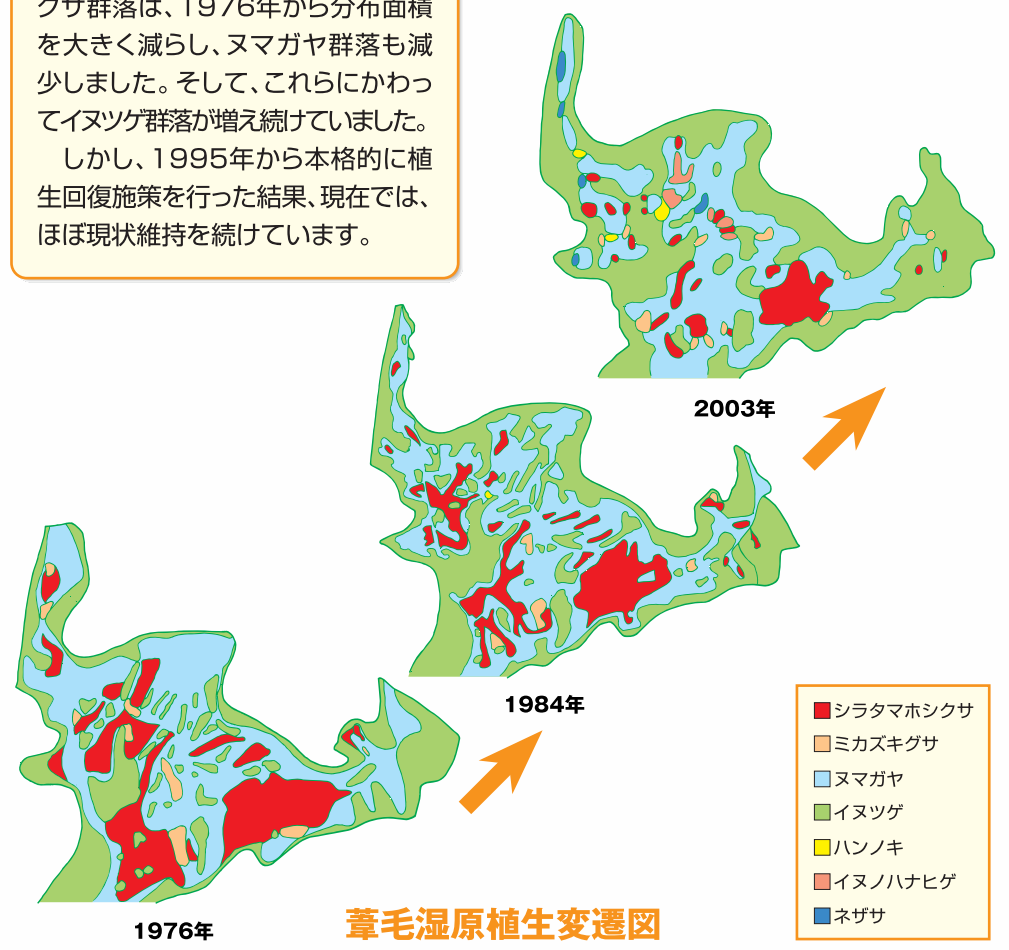 クサ群落は、1976年から分布面積
を大きく減らし、ヌマガヤ群落も減
少しました。そして、これらにかわっ
てイヌツゲ群落が増え続けていました。
しかし、1995年から本格的に植
生回復施策を行った結果、現在では、
ほぼ現状維持を続けています。
2003年
1984年
1976年
葦毛湿原植生変遷図
シラタマホシクサ
ミカズキグサ
ヌマガヤ
イヌツゲ
ハンノキ
イヌノハナヒゲ
ネザサ